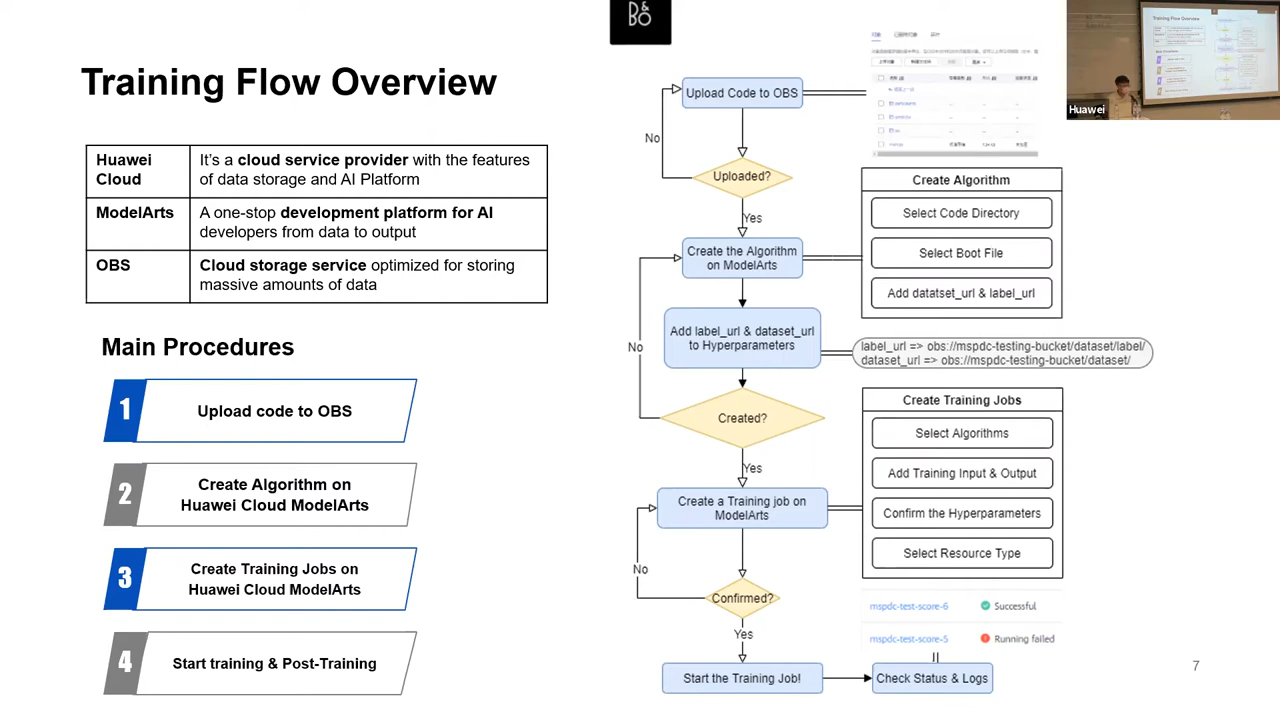 D&
BO
Training Flow Overview
Huawei
Cloud
It's a cloud service provider with the features
of data storage and AI Platform
ModelArts
A one-stop development platform for AI
developers from data to output
OBS
Cloud storage service optimized for storing
massive amounts of data
Main Procedures
1
Upload code to OBS
2
Create Algorithm on
Huawei Cloud ModelArts
3
Create Training Jobs on
Huawei Cloud ModelArts
4
Start training & Post-Training
Upload Code to OBS
No
Uploaded?
Yes
Create the Algorithm
on ModelArts
Add label_url & dataset_url
to Hyperparameters
No
Created?
Yes
Create a Training job on
ModelArts
No
Confirmed?
Yes
Start the Training Job!
Create Algorithm
Select Code Directory
Select Boot File
Add datatset_url & label_url
label_url => obs://mspdc-testing-bucket/dataset/label/
dataset_url => obs://mspdc-testing-bucket/dataset/
Create Training Jobs
Select Algorithms
Add Training Input & Output
Confirm the Hyperparameters
Select Resource Type
mspdc-test-score-6 Successful
mspdc-test-score-5 Running failed
Check Status & Logs
7
Training Flow Overview
Huawei